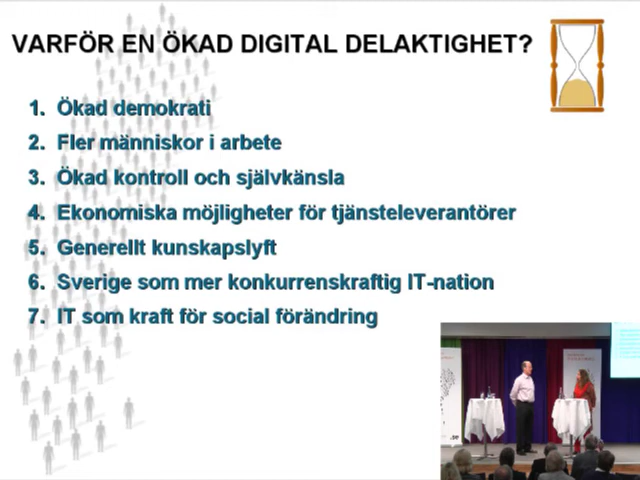 VARFÖR EN ÖKAD DIGITAL DELAKTIGHET?
1. Ökad demokrati
2. Fler människor i arbete
3. Ökad kontroll och självkänsla
4. Ekonomiska möjligheter för tjänsteleverantörer
5. Generellt kunskapslyft
6. Sverige som mer konkurrenskraftig IT-nation
7. IT som kraft för social förändring